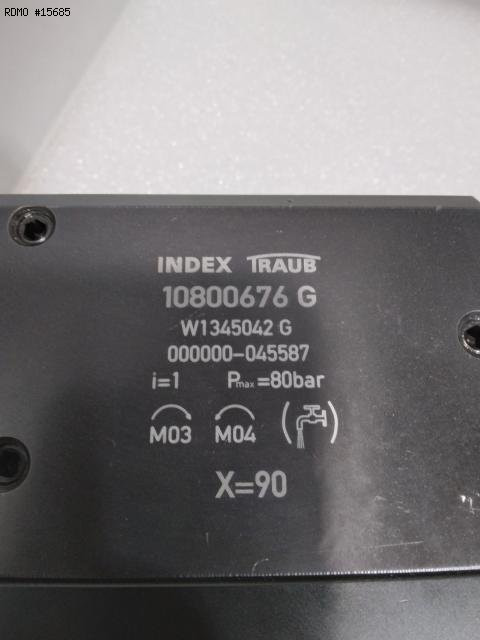 RDMO #15685
INDEX TRAUB
10800676 G
W1345042 G
000000-045587
i=1 Pmax=80bar
M03 M04
X=90